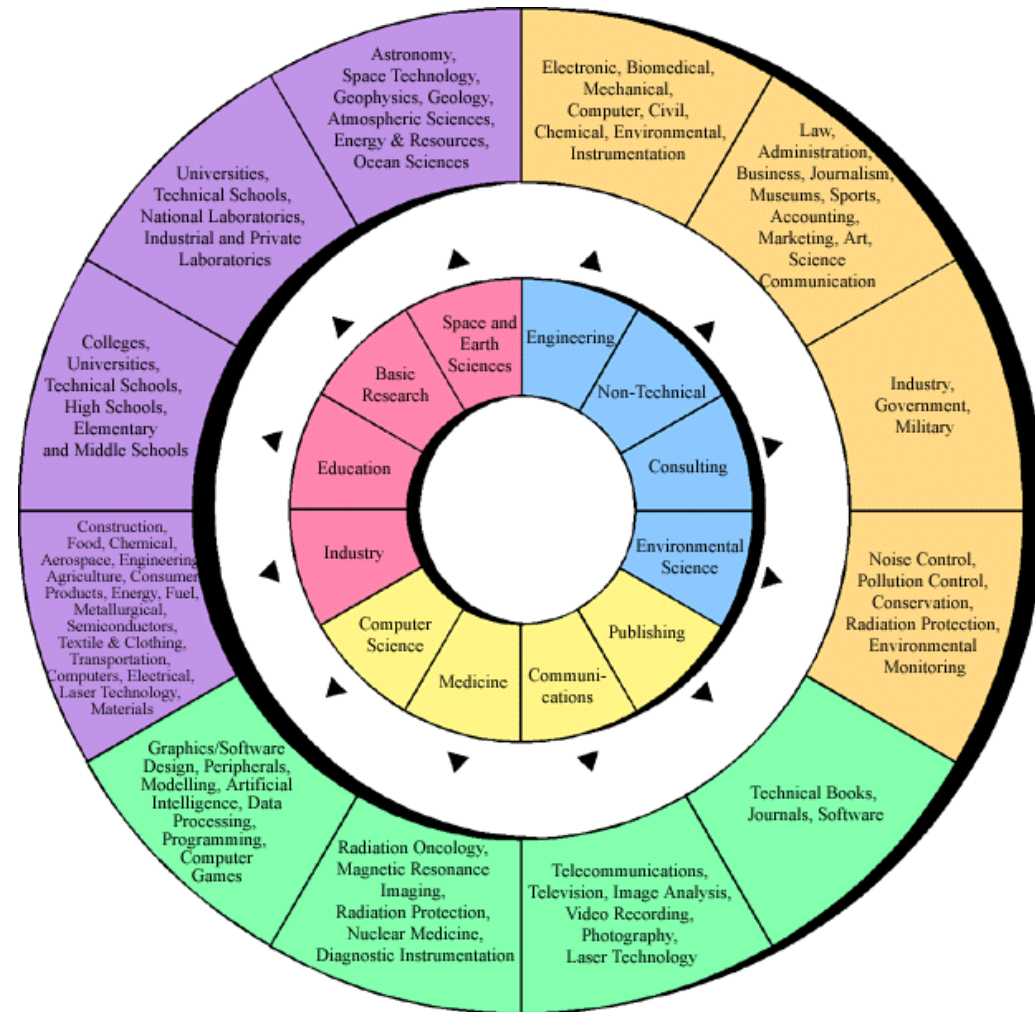 Astronomy,
Space Technology,
Geophysics, Geology,
Atmospheric Sciences,
Energy & Resources,
Ocean Sciences
Electronic, Biomedical,
Mechanical,
Computer, Civil,
Chemical, Environmental,
Instrumentation
Law,
Administration,
Business, Journalism,
Museums, Sports,
Accounting,
Marketing, Art,
Science
Communication
Industry,
Government,
Military
Noise Control,
Pollution Control,
Conservation,
Radiation Protection,
Environmental
Monitoring
Technical Books,
Journals, Software
Telecommunications,
Television, Image Analysis,
Video Recording,
Photography,
Laser Technology
Radiation Oncology,
Magnetic Resonance
Imaging,
Radiation Protection,
Nuclear Medicine,
Diagnostic Instrumentation
Graphics/Software
Design, Peripherals,
Modelling, Artificial
Intelligence, Data
Processing,
Programming,
Computer
Games
Construction,
Food, Chemical,
Aerospace, Engineering
Agriculture, Consumer
Products, Energy, Fuel,
Metallurgical,
Semiconductors,
Textile & Clothing,
Transportation,
Computers, Electrical,
Laser Technology,
Materials
Colleges,
Universities,
Technical Schools,
High Schools,
Elementary
and Middle Schools
Universities,
Technical Schools,
National Laboratories,
Industrial and Private
Laboratories
Space and
Earth
Sciences
Engineering
Non-Technical
Consulting
Environmental
Science
Publishing
Communi-
cations
Medicine
Computer
Science
Industry
Education
Basic
Research